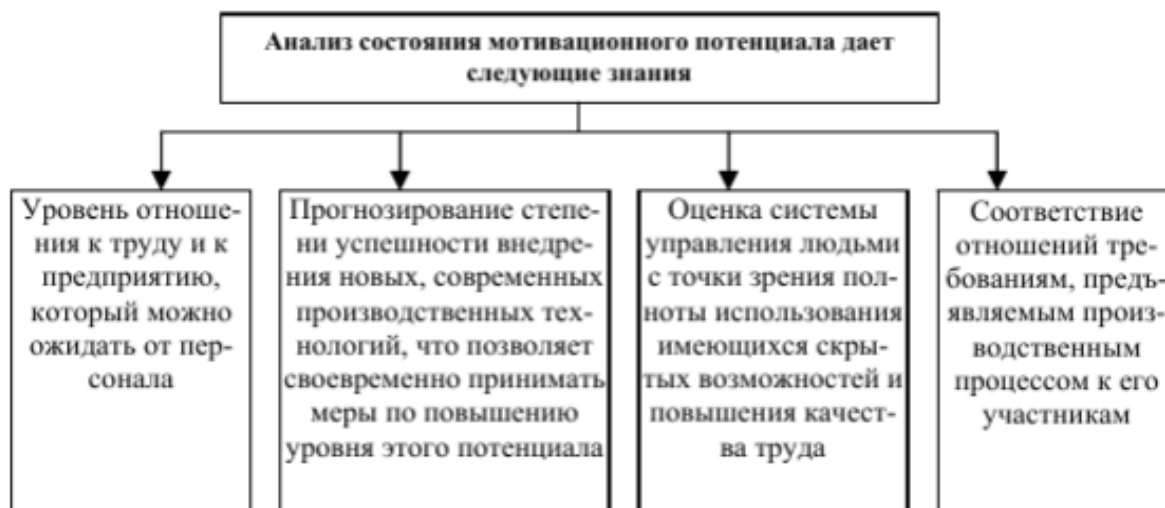 Анализ состояния мотивационного потенциала дает
следующие знания
Уровень отноше-
ния к труду и к
предприятию,
который можно
ожидать от пер-
сонала
Прогнозирование степе-
ни успешности внедре-
ния новых, современных
производственных тех-
нологий, что позволяет
своевременно принимать
меры по повышению
уровня этого потенциала
Оценка системы
управления людьми
с точки зрения пол-
ноты использования
имеющихся скры-
тых возможностей и
повышения качест-
ва труда
Соответствие
отношений тре-
бованиям, предъ-
являемым произ-
водственным
процессом к его
участникам